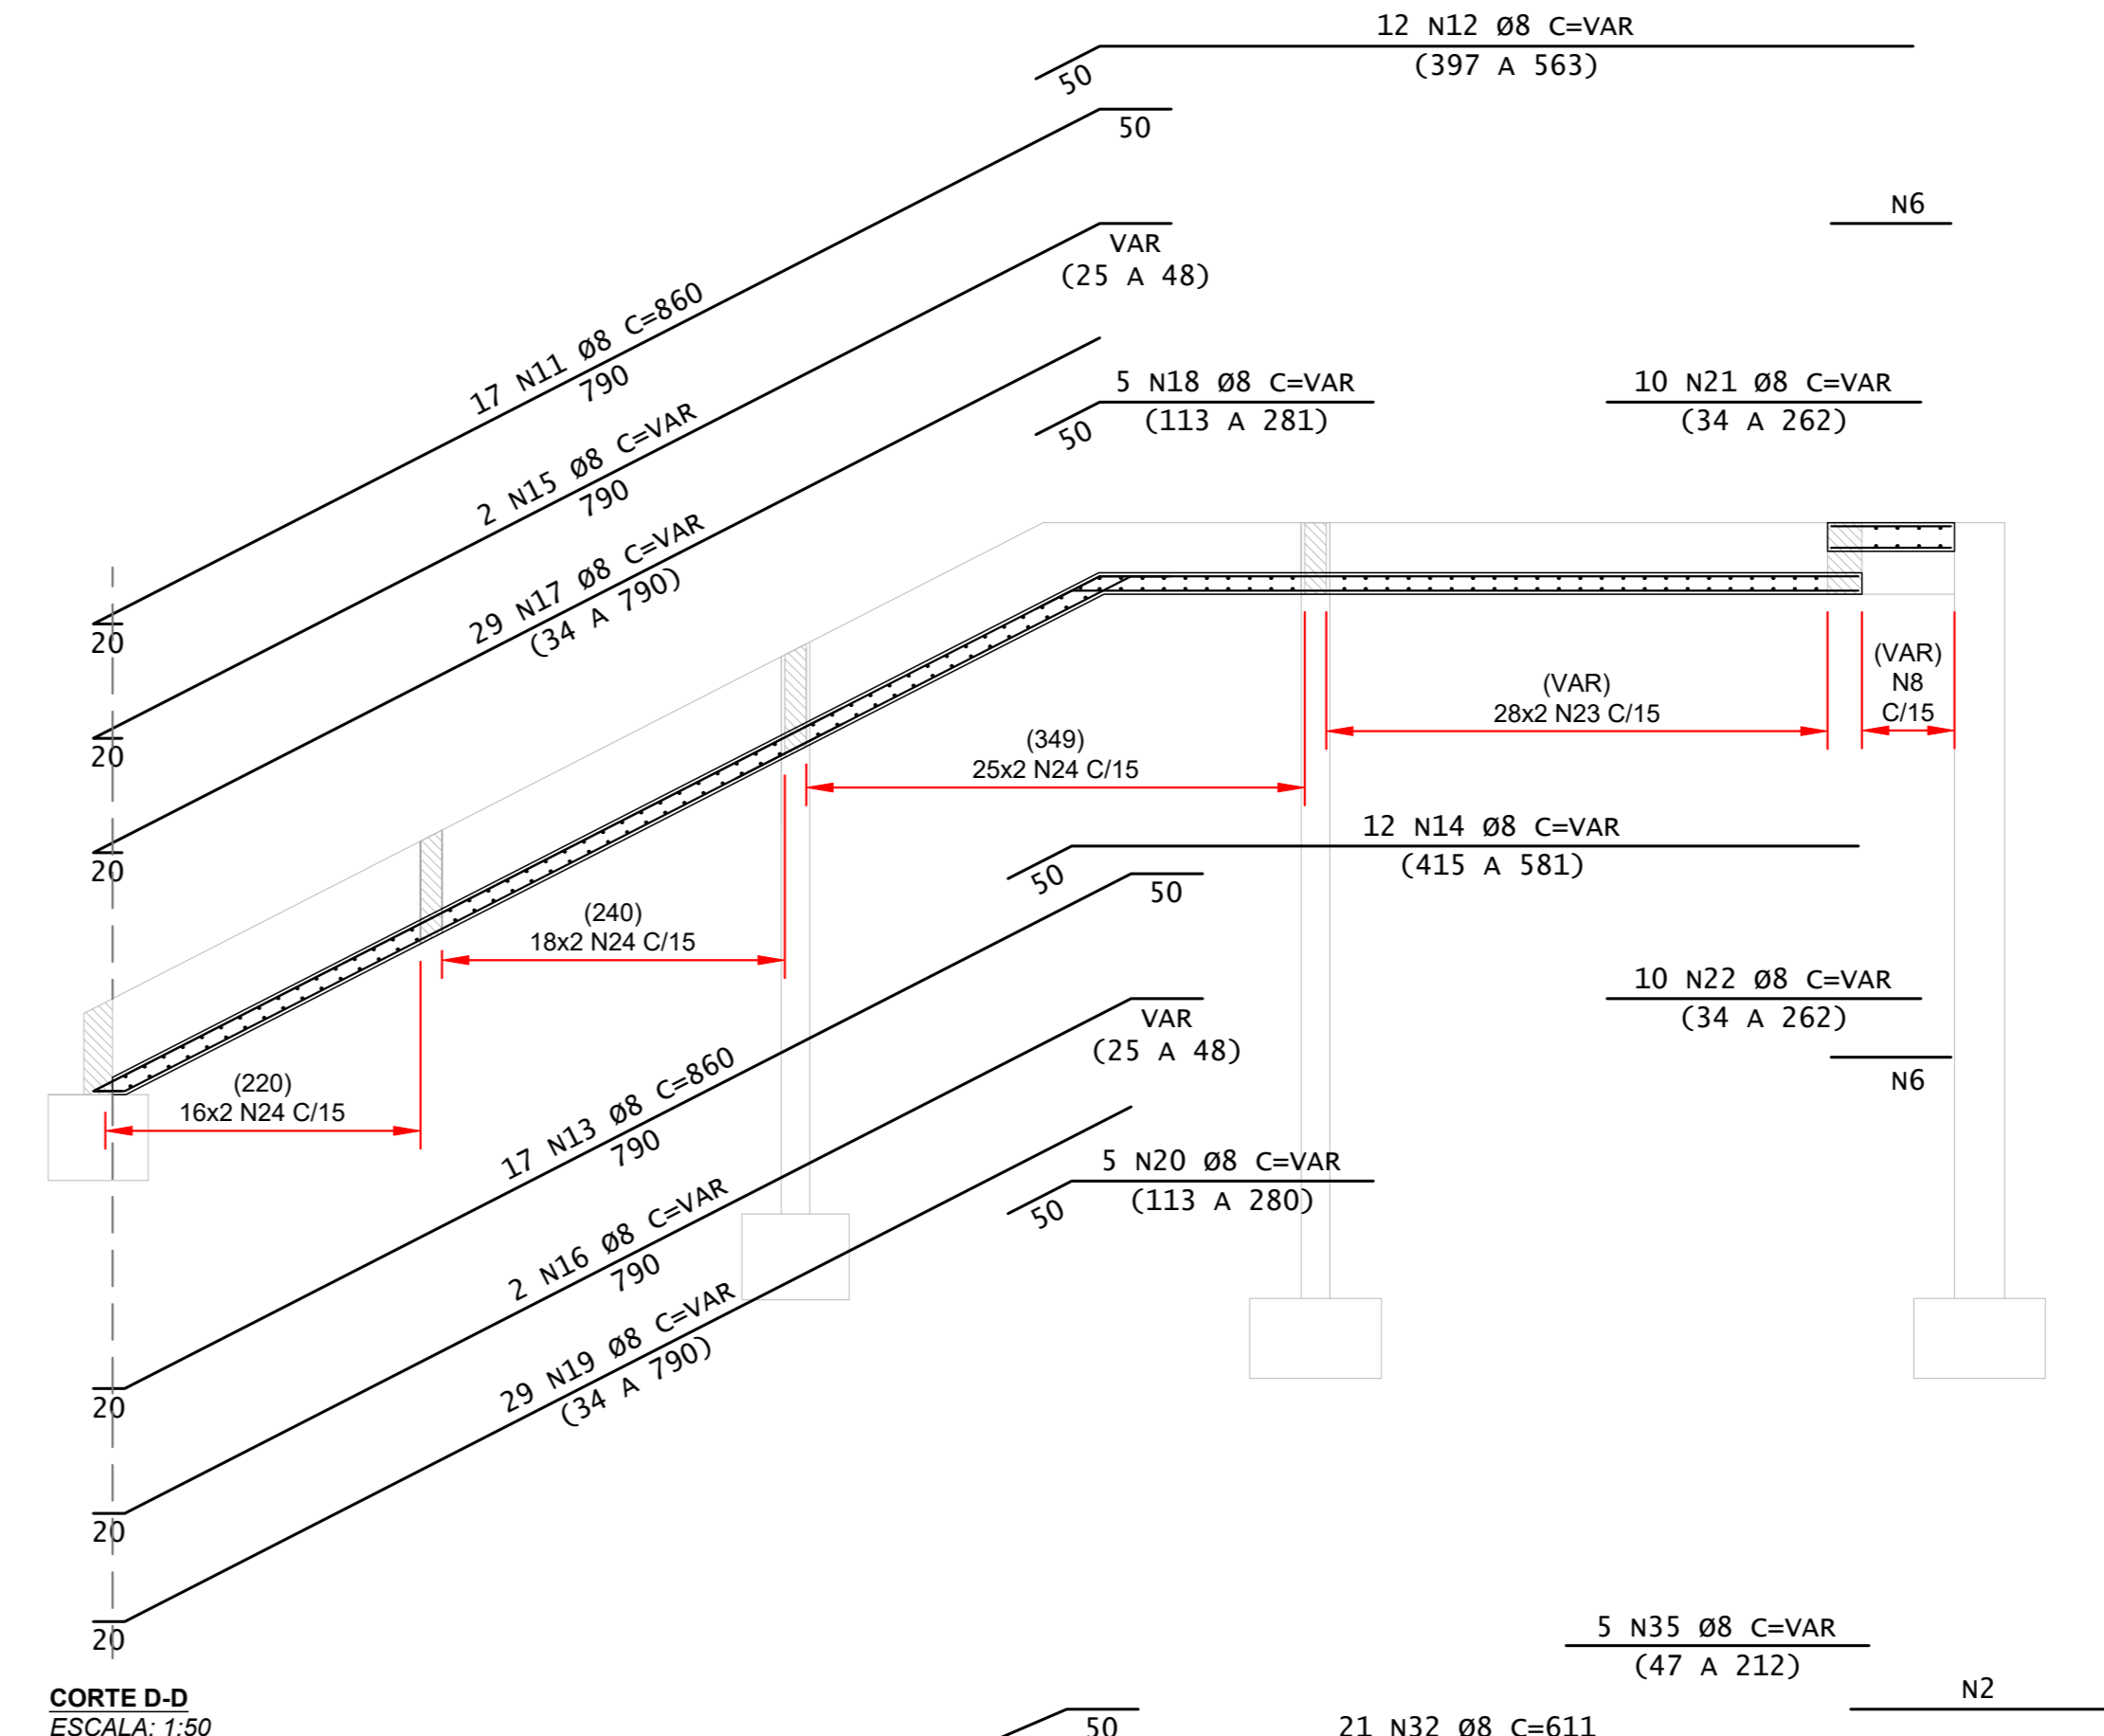 12 N12 Ø8 C=VAR
(397 A 563)
50
50
17 N11 Ø8 C=860
790
20
N6
VAR
(25 A 48)
2 N15 Ø8 C=VAR
790
20
5 N18 Ø8 C=VAR
(113 A 281)
50
10 N21 Ø8 C=VAR
(34 A 262)
29 N17 Ø8 C=VAR
(34 A 790)
20
(VAR)
N8
C/15
(VAR)
28x2 N23 C/15
(349)
25x2 N24 C/15
(240)
18x2 N24 C/15
(220)
16x2 N24 C/15
12 N14 Ø8 C=VAR
(415 A 581)
50
50
17 N13 Ø8 C=860
790
20
10 N22 Ø8 C=VAR
(34 A 262)
N6
VAR
(25 A 48)
2 N16 Ø8 C=VAR
790
20
5 N20 Ø8 C=VAR
(113 A 280)
50
29 N19 Ø8 C=VAR
(34 A 790)
20
5 N35 Ø8 C=VAR
(47 A 212)
CORTE D-D
ESCALA: 1:50
N2
50
21 N32 Ø8 C=611